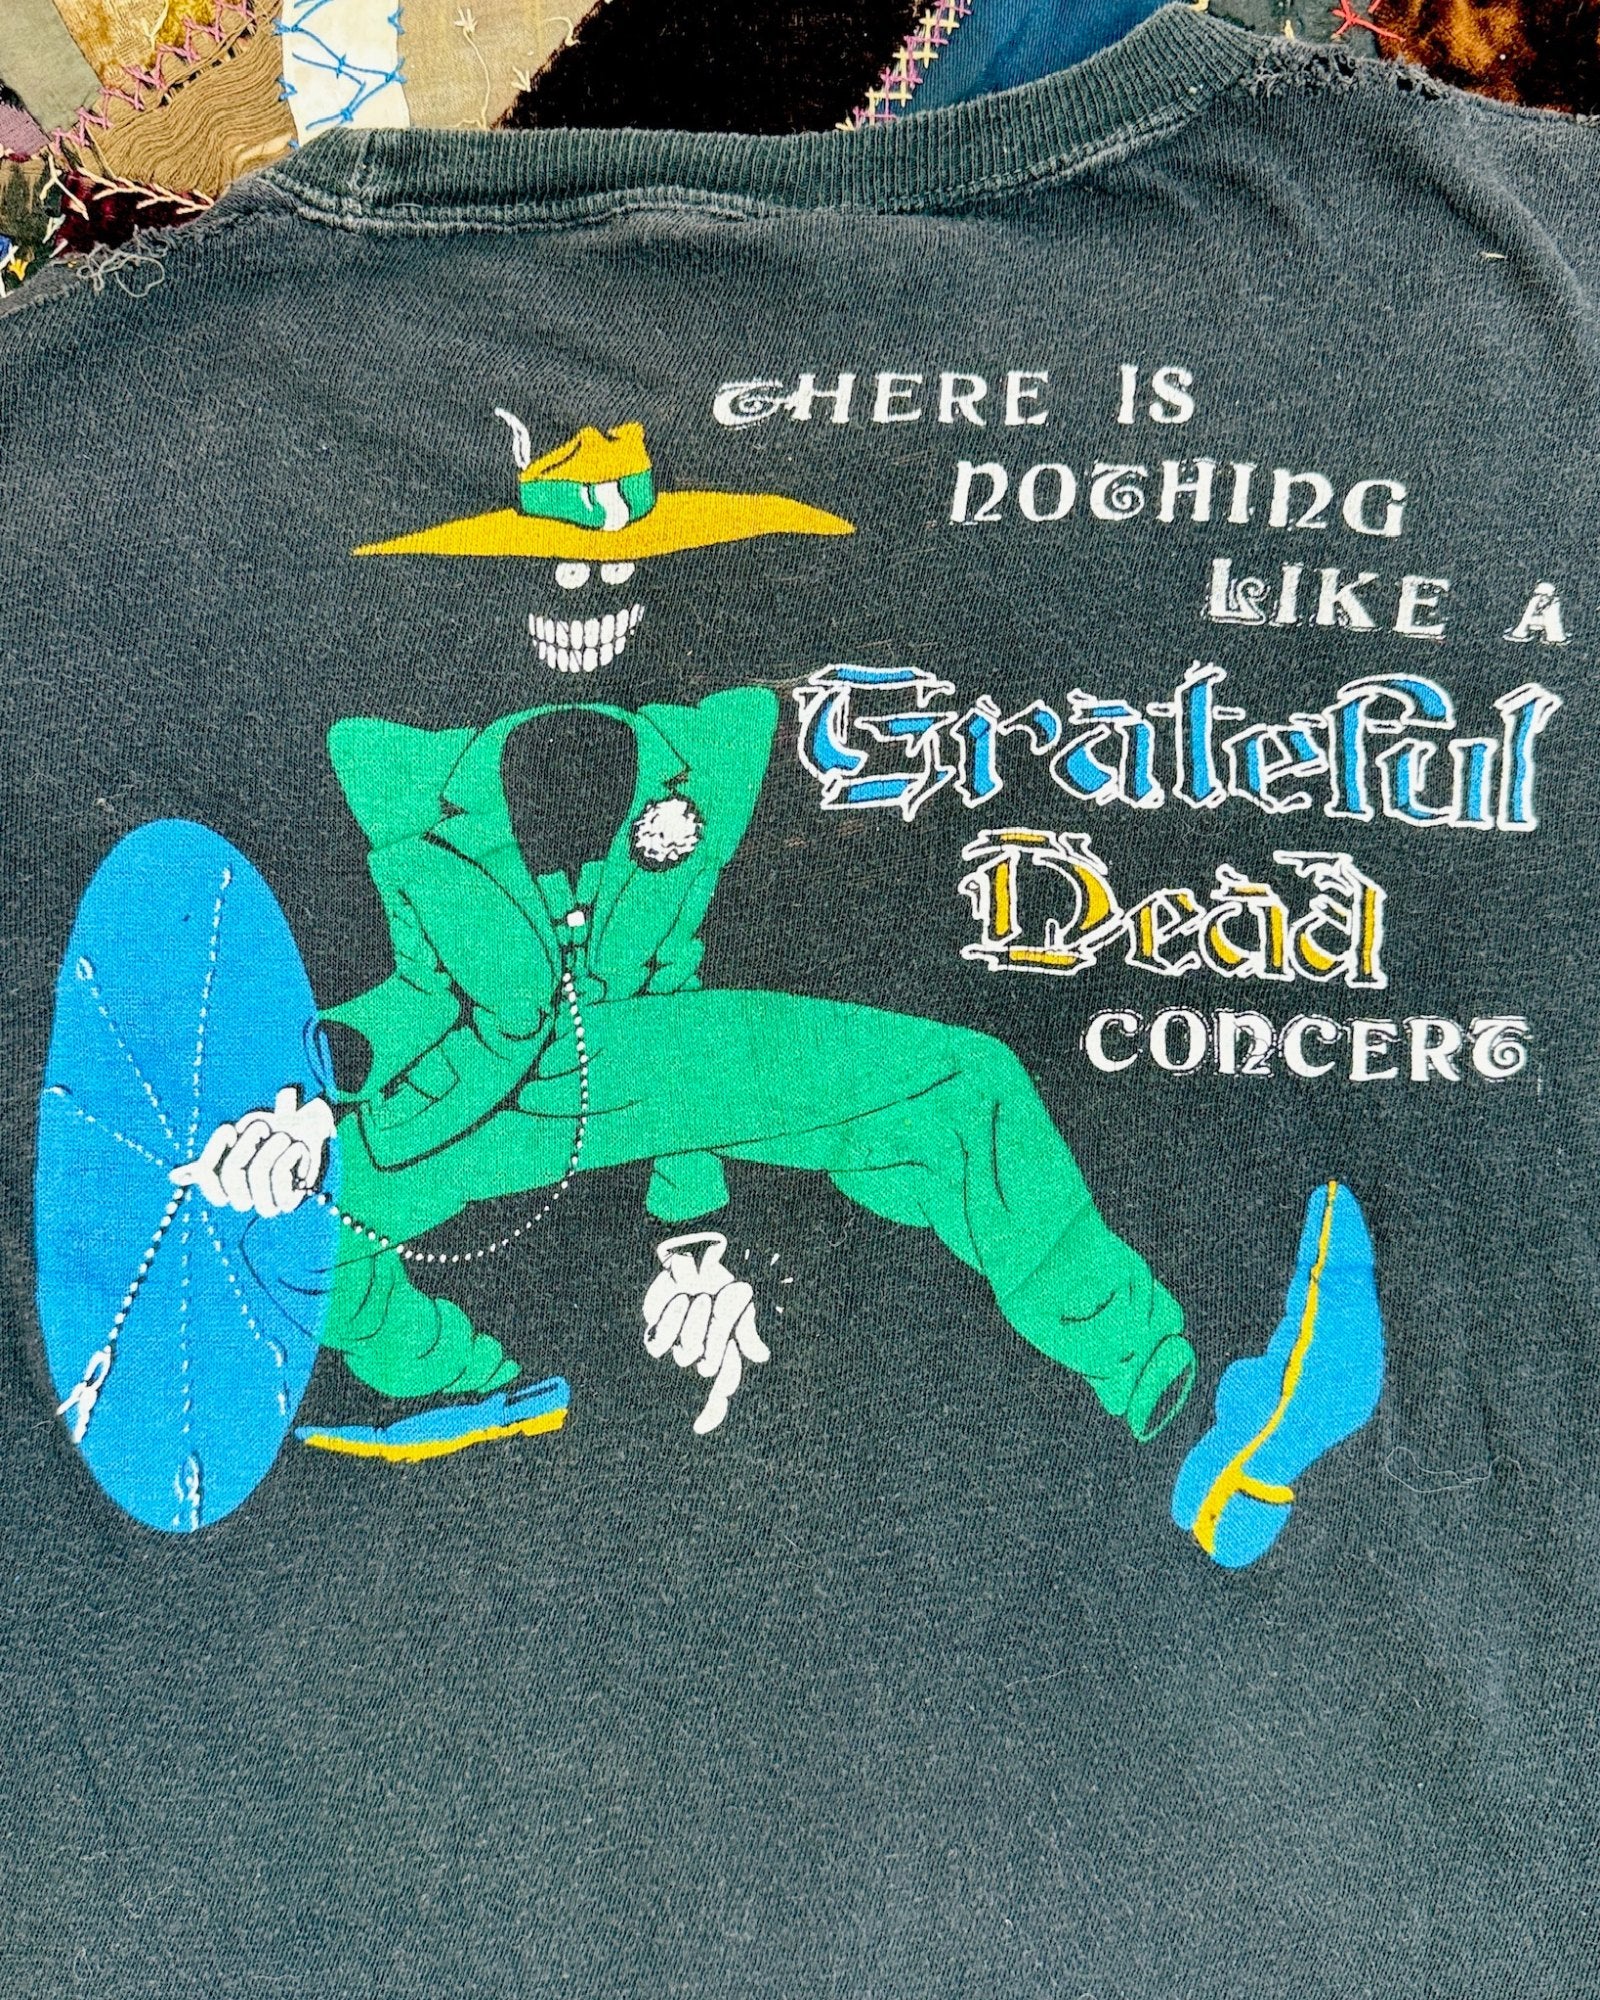 THERE IS
NOTHING
LIKE A
Grateful
Dead
CONCERT